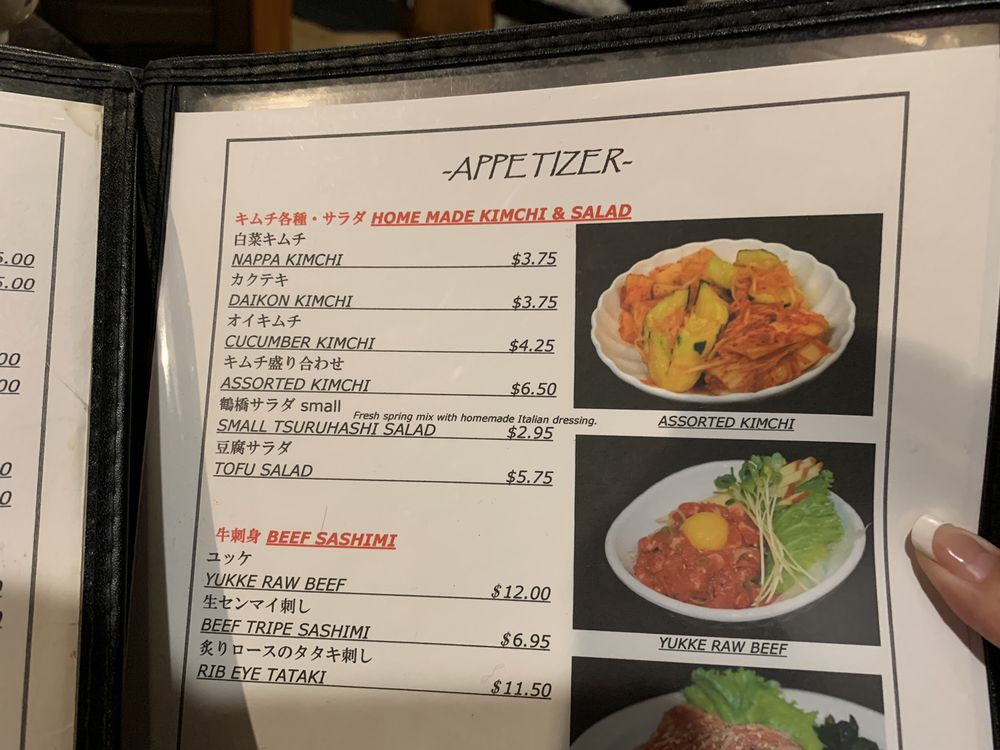 -APPETIZER-
キムチ各種・サラダ HOME MADE KIMCHI & SALAD
白菜キムチ
NAPPA KIMCHI $3.75
カクテキ
DAIKON KIMCHI $3.75
オイキムチ
CUCUMBER KIMCHI $4.25
キムチ盛り合わせ
ASSORTED KIMCHI $6.50
鶴橋サラダ small
Fresh spring mix with homemade Italian dressing.
SMALL TSURUHASHI SALAD $2.95
豆腐サラダ
TOFU SALAD $5.75
牛刺身 BEEF SASHIMI
ユッケ
YUKKE RAW BEEF $12.00
生センマイ刺し
BEEF TRIPE SASHIMI $6.95
炙りロースのタタキ刺し
RIB EYE TATAKI $11.50
ASSORTED KIMCHI
YUKKE RAW BEEF